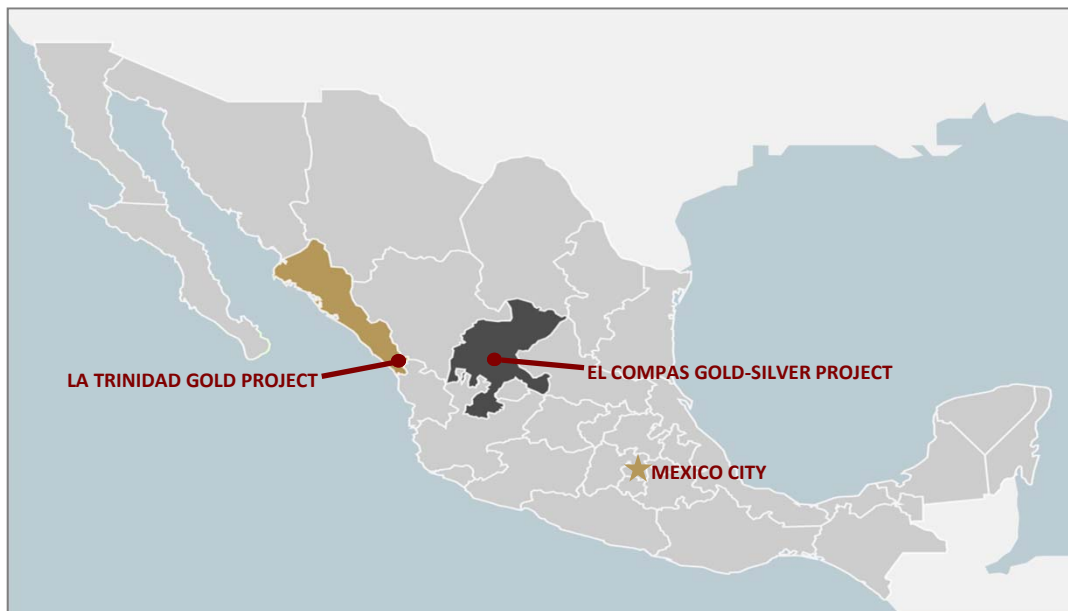 EL COMPAS GOLD-SILVER PROJECT
LA TRINIDAD GOLD PROJECT
MEXICO CITY